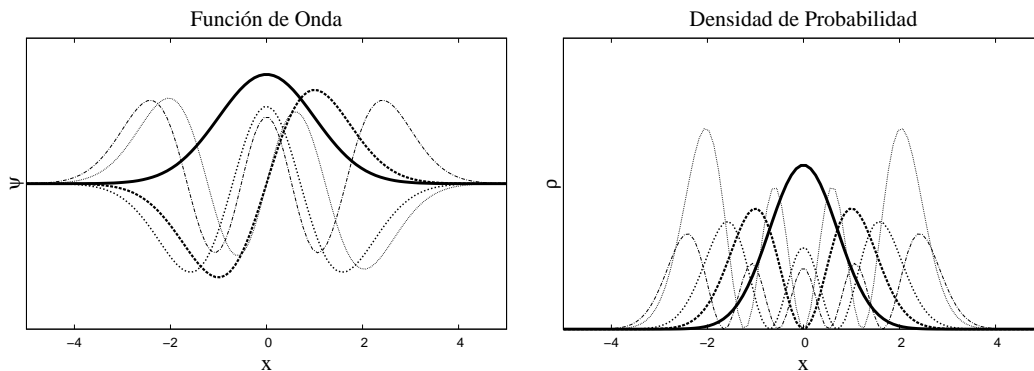 Función de Onda
ψ
−4 −2 0 2 4
x
Densidad de Probabilidad
ρ
−4 −2 0 2 4
x